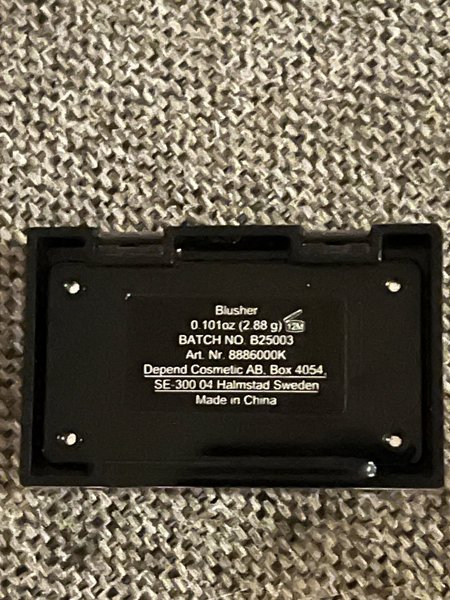 Blusher
0.101oz (2.88 g) 12M
BATCH NO. B25003
Art. Nr. 8886000K
Depend Cosmetic AB, Box 4054,
SE-300 04 Halmstad Sweden
Made in China